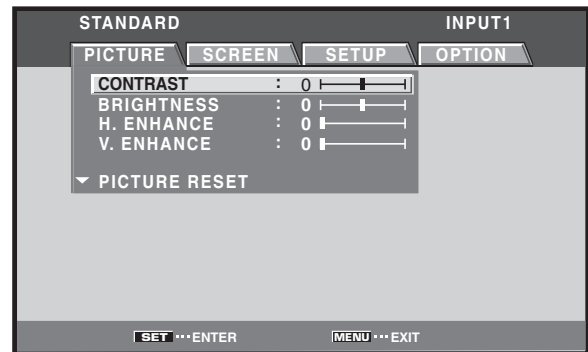 STANDARD INPUT1
PICTURE SCREEN SETUP OPTION
CONTRAST : 0
BRIGHTNESS : 0
H. ENHANCE : 0
V. ENHANCE : 0
PICTURE RESET
SET ··· ENTER MENU ··· EXIT